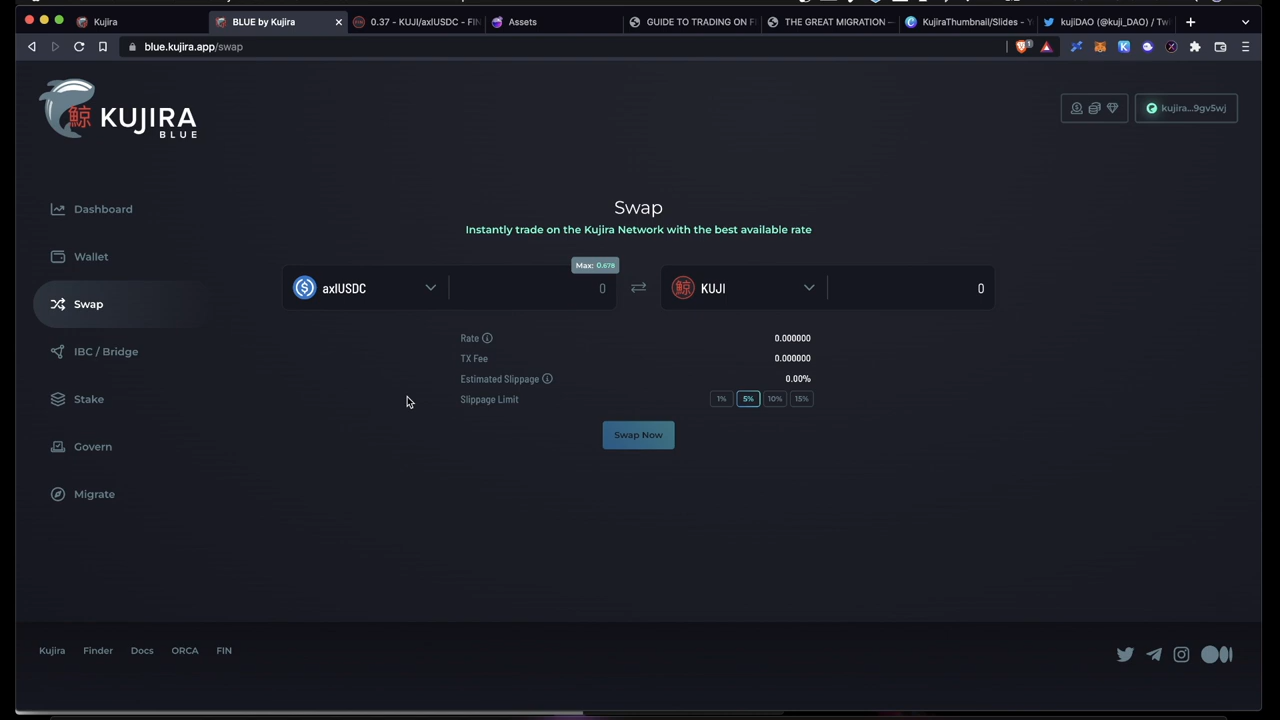 Kujira
BLUE by Kujira
0.37 - KUJI/axlUSDC - FIN
Assets
GUIDE TO TRADING ON F
THE GREAT MIGRATION –
KujiraThumbnail/Slides - Y
kujiDAO (@kuji_DAO) / Tw
blue.kujira.app/swap
1
鯨 KUJIRA
BLUE
kujira...9gv5wj
Dashboard
Wallet
Swap
IBC / Bridge
Stake
Govern
Migrate
Swap
Instantly trade on the Kujira Network with the best available rate
Max: 0.678
axlUSDC
0
鯨 KUJI
0
Rate
0.000000
TX Fee
0.000000
Estimated Slippage
0.00%
Slippage Limit
1% 5% 10% 15%
Swap Now
Kujira Finder Docs ORCA FIN